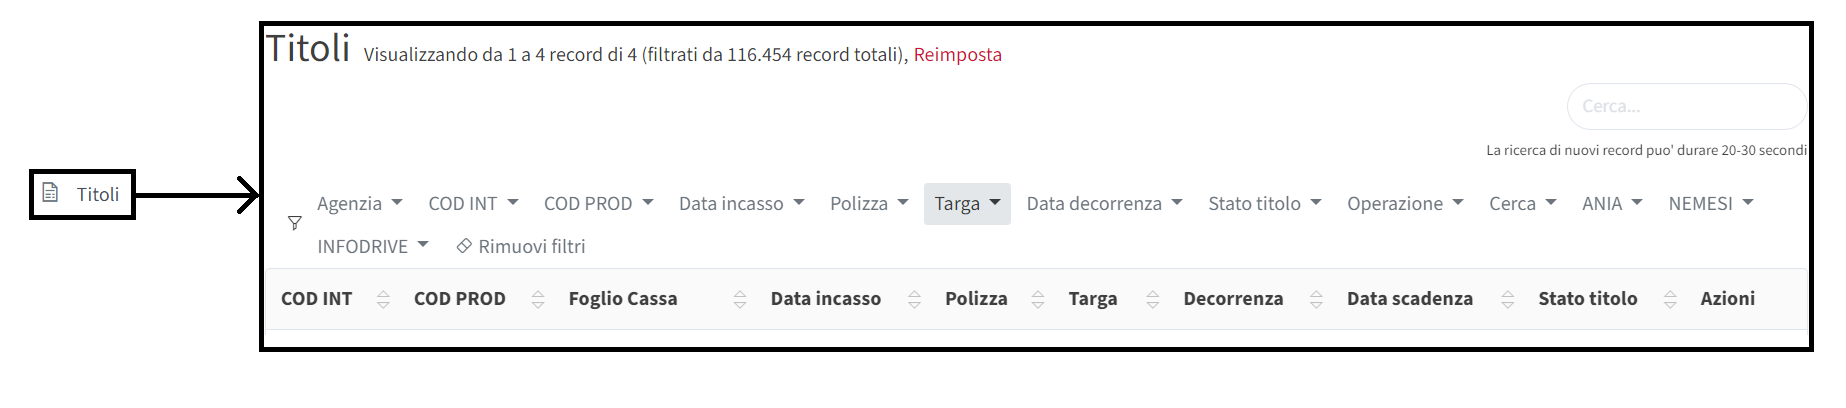 Titoli
Titoli Visualizzando da 1 a 4 record di 4 (filtrati da 116.454 record totali), Reimposta
Cerca...
La ricerca di nuovi record puo' durare 20-30 secondi
Agenzia COD INT COD PROD Data incasso Polizza Targa Data decorrenza Stato titolo Operazione Cerca ANIA NEMESI
INFODRIVE Rimuovi filtri
COD INT COD PROD Foglio Cassa Data incasso Polizza Targa Decorrenza Data scadenza Stato titolo Azioni